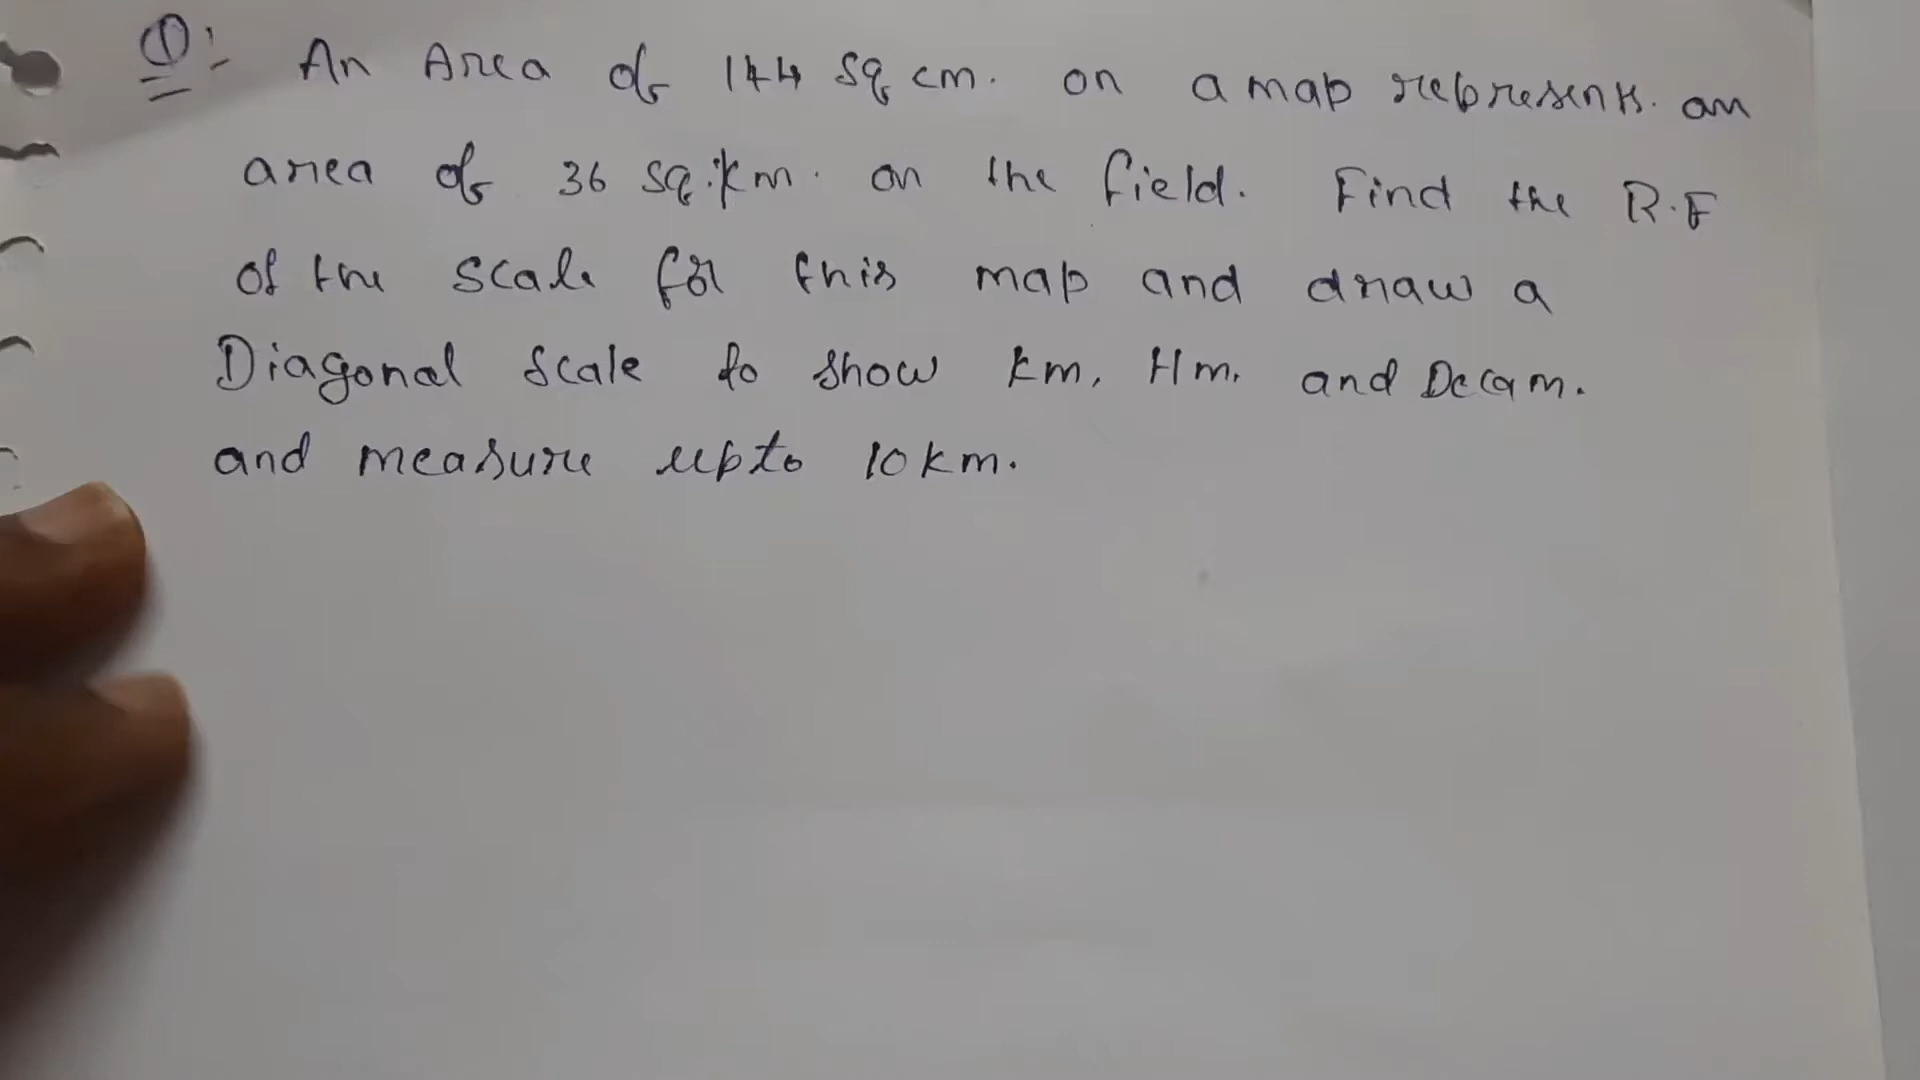 Q:- An Area of 144 sq cm. on a map represents. an
area of 36 sq.km. on the field. Find the R.F
of the scale for this map and draw a
Diagonal Scale to show km, Hm. and Decam.
and measure upto 10km.